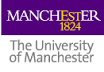 MANCHESTER
1824
The University
of Manchester